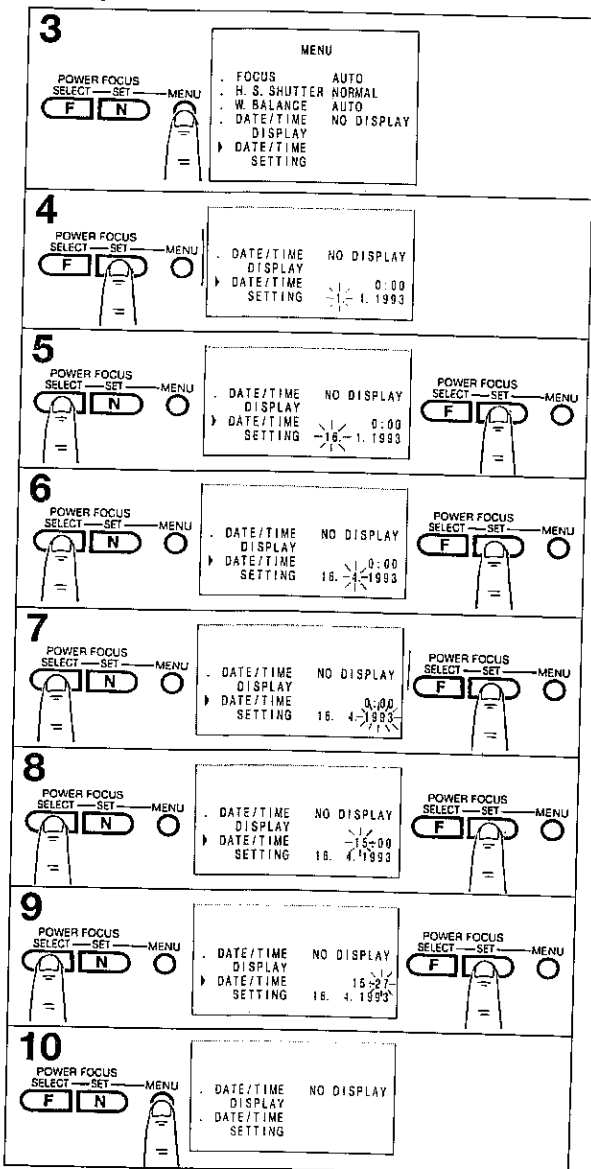 3
MENU
. FOCUS AUTO
. H. S. SHUTTER NORMAL
. W. BALANCE AUTO
. DATE/TIME NO DISPLAY
DISPLAY
▶ DATE/TIME
SETTING
POWER FOCUS
SELECT SET MENU
F N
4
POWER FOCUS
SELECT SET MENU
F
. DATE/TIME NO DISPLAY
DISPLAY
▶ DATE/TIME 0:00
SETTING 1. 1. 1993
5
POWER FOCUS
SELECT SET MENU
N
. DATE/TIME NO DISPLAY
DISPLAY
▶ DATE/TIME 0:00
SETTING 16. 1. 1993
POWER FOCUS
SELECT SET MENU
F
6
POWER FOCUS
SELECT SET MENU
N
. DATE/TIME NO DISPLAY
DISPLAY
▶ DATE/TIME 0:00
SETTING 16. 4. 1993
POWER FOCUS
SELECT SET MENU
F
7
POWER FOCUS
SELECT SET MENU
N
. DATE/TIME NO DISPLAY
DISPLAY
▶ DATE/TIME 0:00
SETTING 16. 4. 1993
POWER FOCUS
SELECT SET MENU
F
8
POWER FOCUS
SELECT SET MENU
N
. DATE/TIME NO DISPLAY
DISPLAY
▶ DATE/TIME 15:00
SETTING 16. 4. 1993
POWER FOCUS
SELECT SET MENU
F
9
POWER FOCUS
SELECT SET MENU
N
. DATE/TIME NO DISPLAY
DISPLAY
▶ DATE/TIME 15:27
SETTING 16. 4. 1993
POWER FOCUS
SELECT SET MENU
F
10
POWER FOCUS
SELECT SET MENU
F N
. DATE/TIME NO DISPLAY
DISPLAY
. DATE/TIME
SETTING